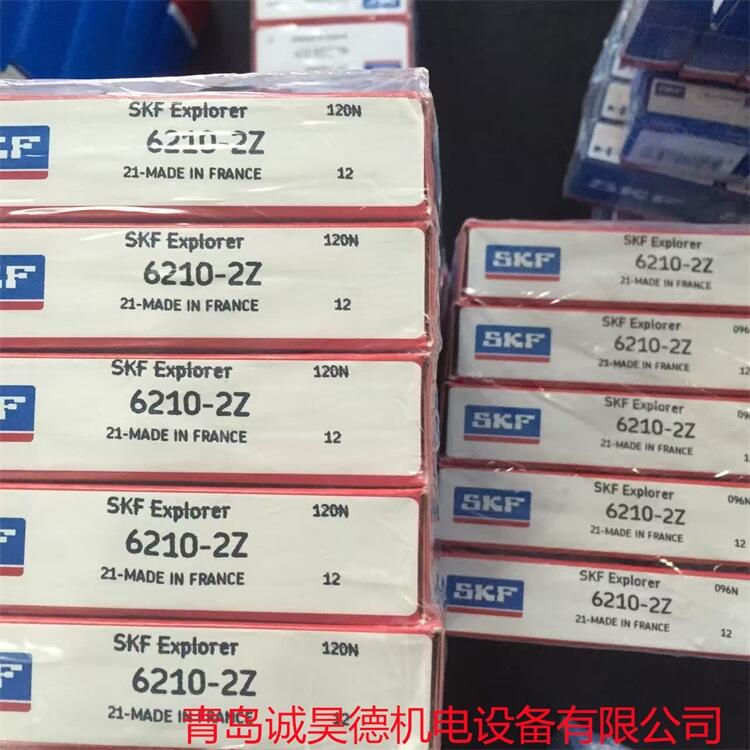 SKF Explorer 120N
6210-2Z
21-MADE IN FRANCE 12
SKF Explorer 120N
6210-2Z
21-MADE IN FRANCE 12
SKF Explorer 120N
6210-2Z
21-MADE IN FRANCE 12
SKF Explorer 120N
6210-2Z
21-MADE IN FRANCE 12
SKF Explorer 120N
6210-2Z
21-MADE IN FRANCE 12
SKF
SKF Explorer
6210-2Z
21-MADE IN FRANCE
SKF
SKF Explorer 096N
6210-2Z
21-MADE IN FRANCE 12
SKF
SKF Explorer 096N
6210-2Z
21-MADE IN FRANCE
SKF
SKF Explorer 096N
6210-2Z
21-MADE IN FRANCE 12
SKF
SKF Explorer 096N
6210-2Z
21-MADE IN FRANCE 12
SKF
青岛诚昊德机电设备有限公司